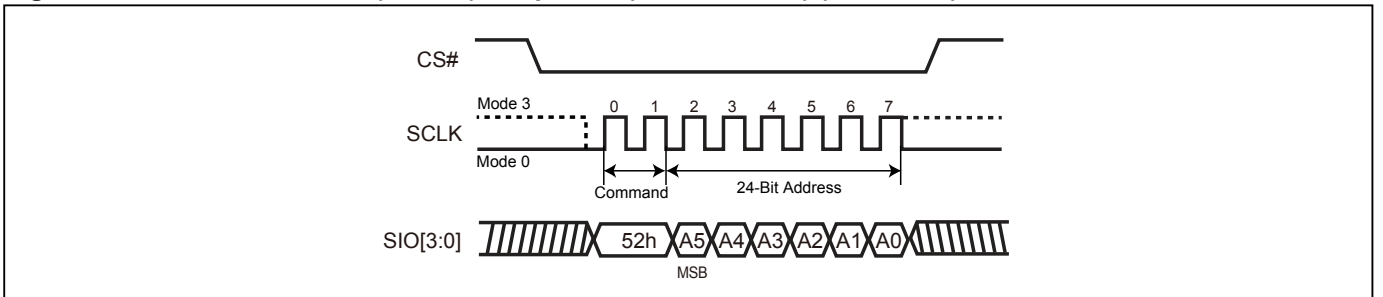 CS#
Mode 3
0 1 2 3 4 5 6 7
SCLK
Mode 0
Command 24-Bit Address
SIO[3:0] 52h A5 A4 A3 A2 A1 A0
MSB